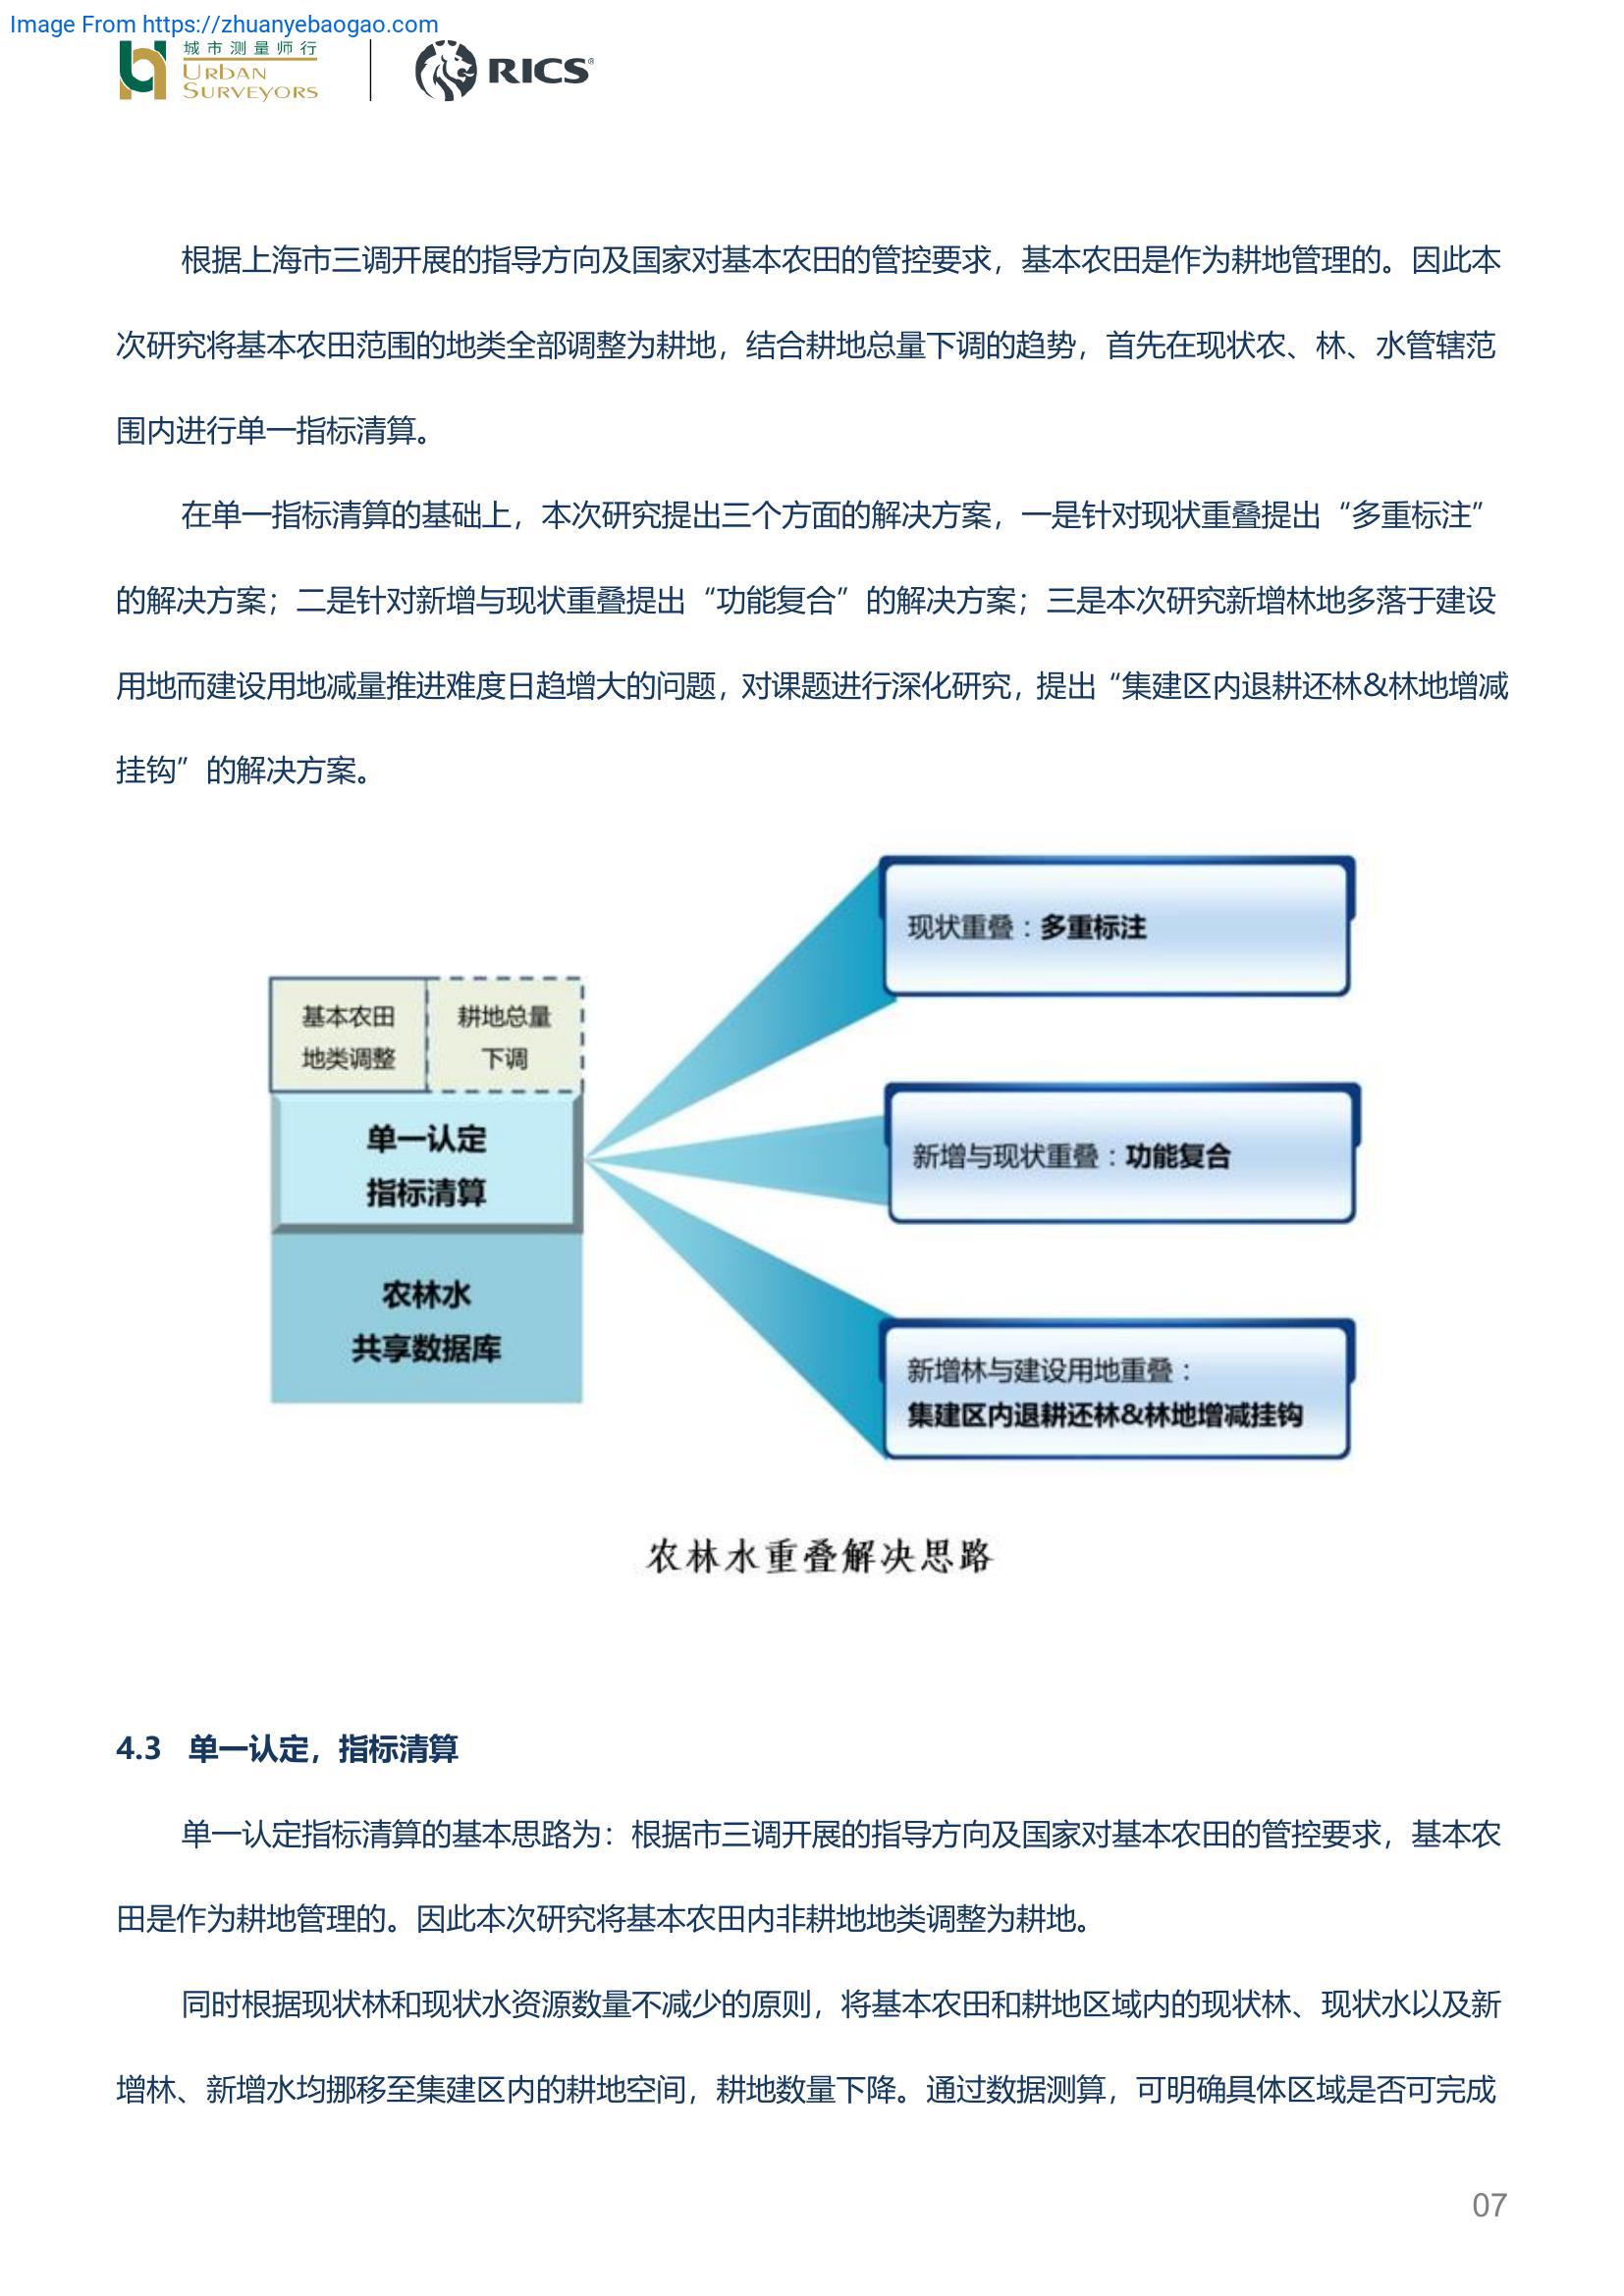 Image From https://zhuanyebaogao.com
城市测量师行
URBAN
SURVEYORS
RICS®
根据上海市三调开展的指导方向及国家对基本农田的管控要求，基本农田是作为耕地管理的。因此本
次研究将基本农田范围的地类全部调整为耕地，结合耕地总量下调的趋势，首先在现状农、林、水管辖范
围内进行单一指标清算。
在单一指标清算的基础上，本次研究提出三个方面的解决方案，一是针对现状重叠提出“多重标注”
的解决方案；二是针对新增与现状重叠提出“功能复合”的解决方案；三是本次研究新增林地多落于建设
用地而建设用地减量推进难度日趋增大的问题，对课题进行深化研究，提出“集建区内退耕还林&林地增减
挂钩”的解决方案。
基本农田
地类调整
耕地总量
下调
单一认定
指标清算
农林水
共享数据库
现状重叠：多重标注
新增与现状重叠：功能复合
新增林与建设用地重叠：
集建区内退耕还林&林地增减挂钩
农林水重叠解决思路
4.3 单一认定，指标清算
单一认定指标清算的基本思路为：根据市三调开展的指导方向及国家对基本农田的管控要求，基本农
田是作为耕地管理的。因此本次研究将基本农田内非耕地地类调整为耕地。
同时根据现状林和现状水资源数量不减少的原则，将基本农田和耕地区域内的现状林、现状水以及新
增林、新增水均挪移至集建区内的耕地空间，耕地数量下降。通过数据测算，可明确具体区域是否可完成
07